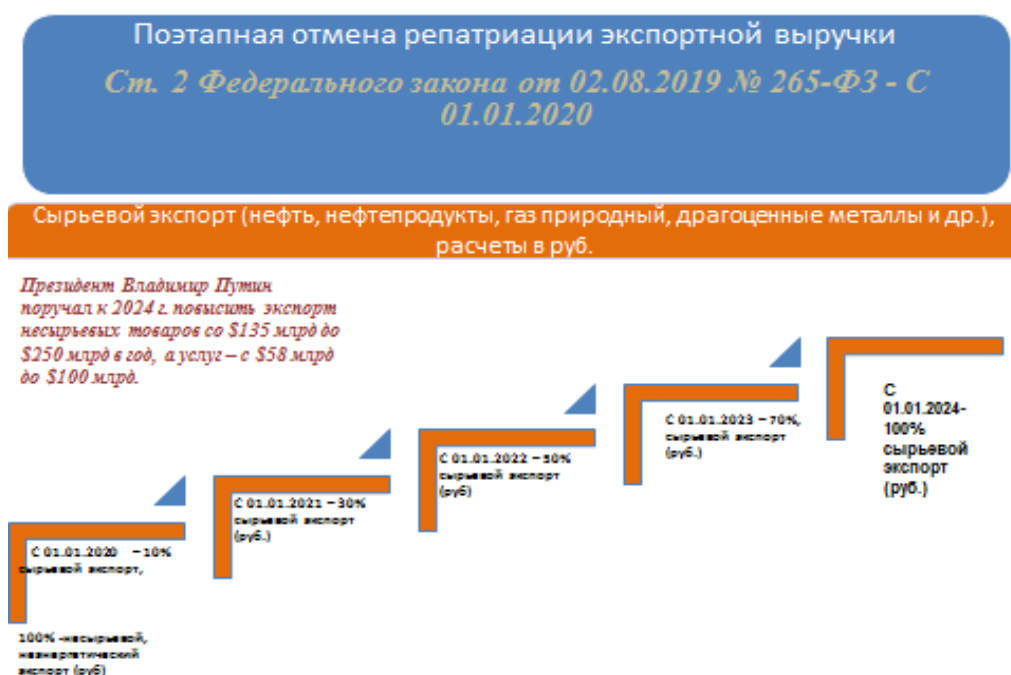 Поэтапная отмена репатриации экспортной выручки
Ст. 2 Федерального закона от 02.08.2019 № 265-ФЗ - С
01.01.2020
Сырьевой экспорт (нефть, нефтепродукты, газ природный, драгоценные металлы и др.),
расчеты в руб.
Президент Владимир Путин
поручал к 2024 г. повысить экспорт
несырьевых товаров со $135 млрд до
$250 млрд в год, а услуг – с $58 млрд
до $100 млрд.
С 01.01.2020 – 10%
сырьевой экспорт,
100% -несырьевой,
неэнергетический
экспорт (руб)
С 01.01.2021 – 30%
сырьевой экспорт
(руб.)
С 01.01.2022 – 50%
сырьевой экспорт
(руб)
С 01.01.2023 – 70%,
сырьевой экспорт
(руб.)
С
01.01.2024-
100%
сырьевой
экспорт
(руб.)